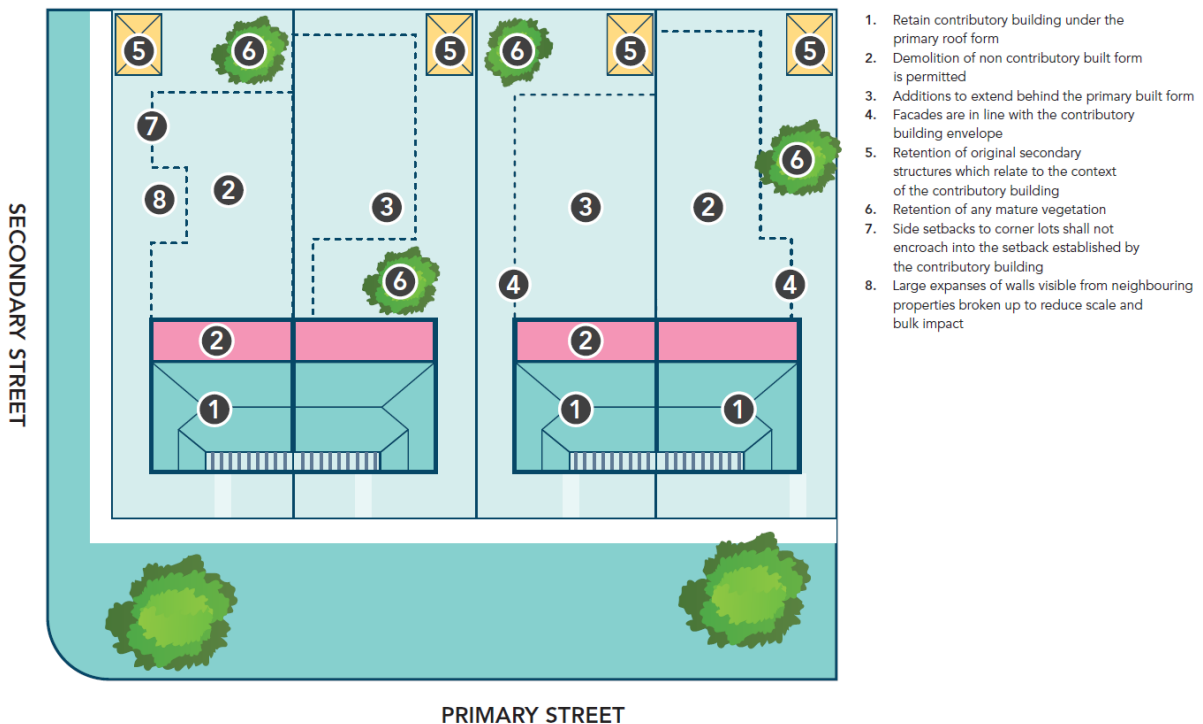 5
6
5
6
5
5
7
8
2
3
3
2
6
6
4
4
2
2
1
1
1
SECONDARY STREET
PRIMARY STREET
1. Retain contributory building under the
primary roof form
2. Demolition of non contributory built form
is permitted
3. Additions to extend behind the primary built form
4. Facades are in line with the contributory
building envelope
5. Retention of original secondary
structures which relate to the context
of the contributory building
6. Retention of any mature vegetation
7. Side setbacks to corner lots shall not
encroach into the setback established by
the contributory building
8. Large expanses of walls visible from neighbouring
properties broken up to reduce scale and
bulk impact